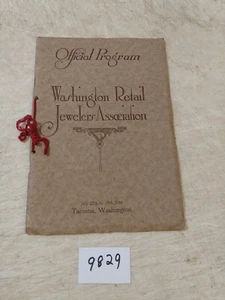 Official Program
Washington Retail
Jewelers Association
Tacoma, Washington
9829